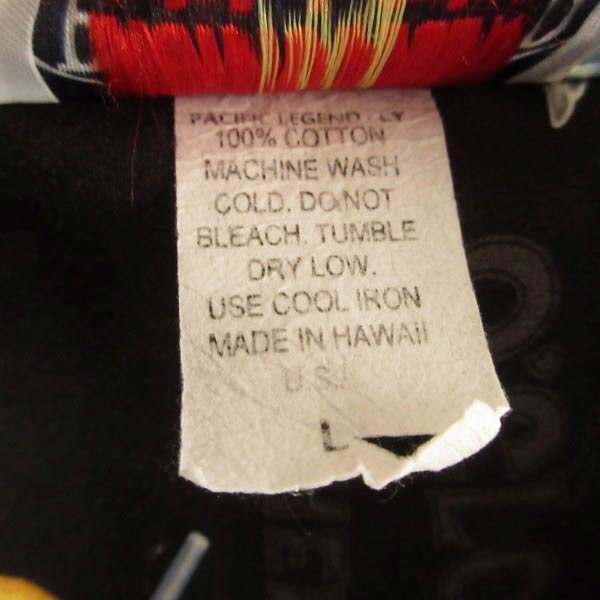 PACIFIC LEGEND CY
100% COTTON
MACHINE WASH
COLD. DO NOT
BLEACH. TUMBLE
DRY LOW.
USE COOL IRON
MADE IN HAWAII
U.S.A
L